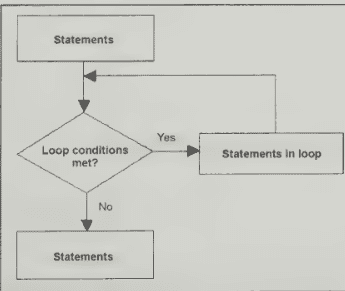 Statements
Loop conditions
met?
Yes
Statements in loop
No
Statements